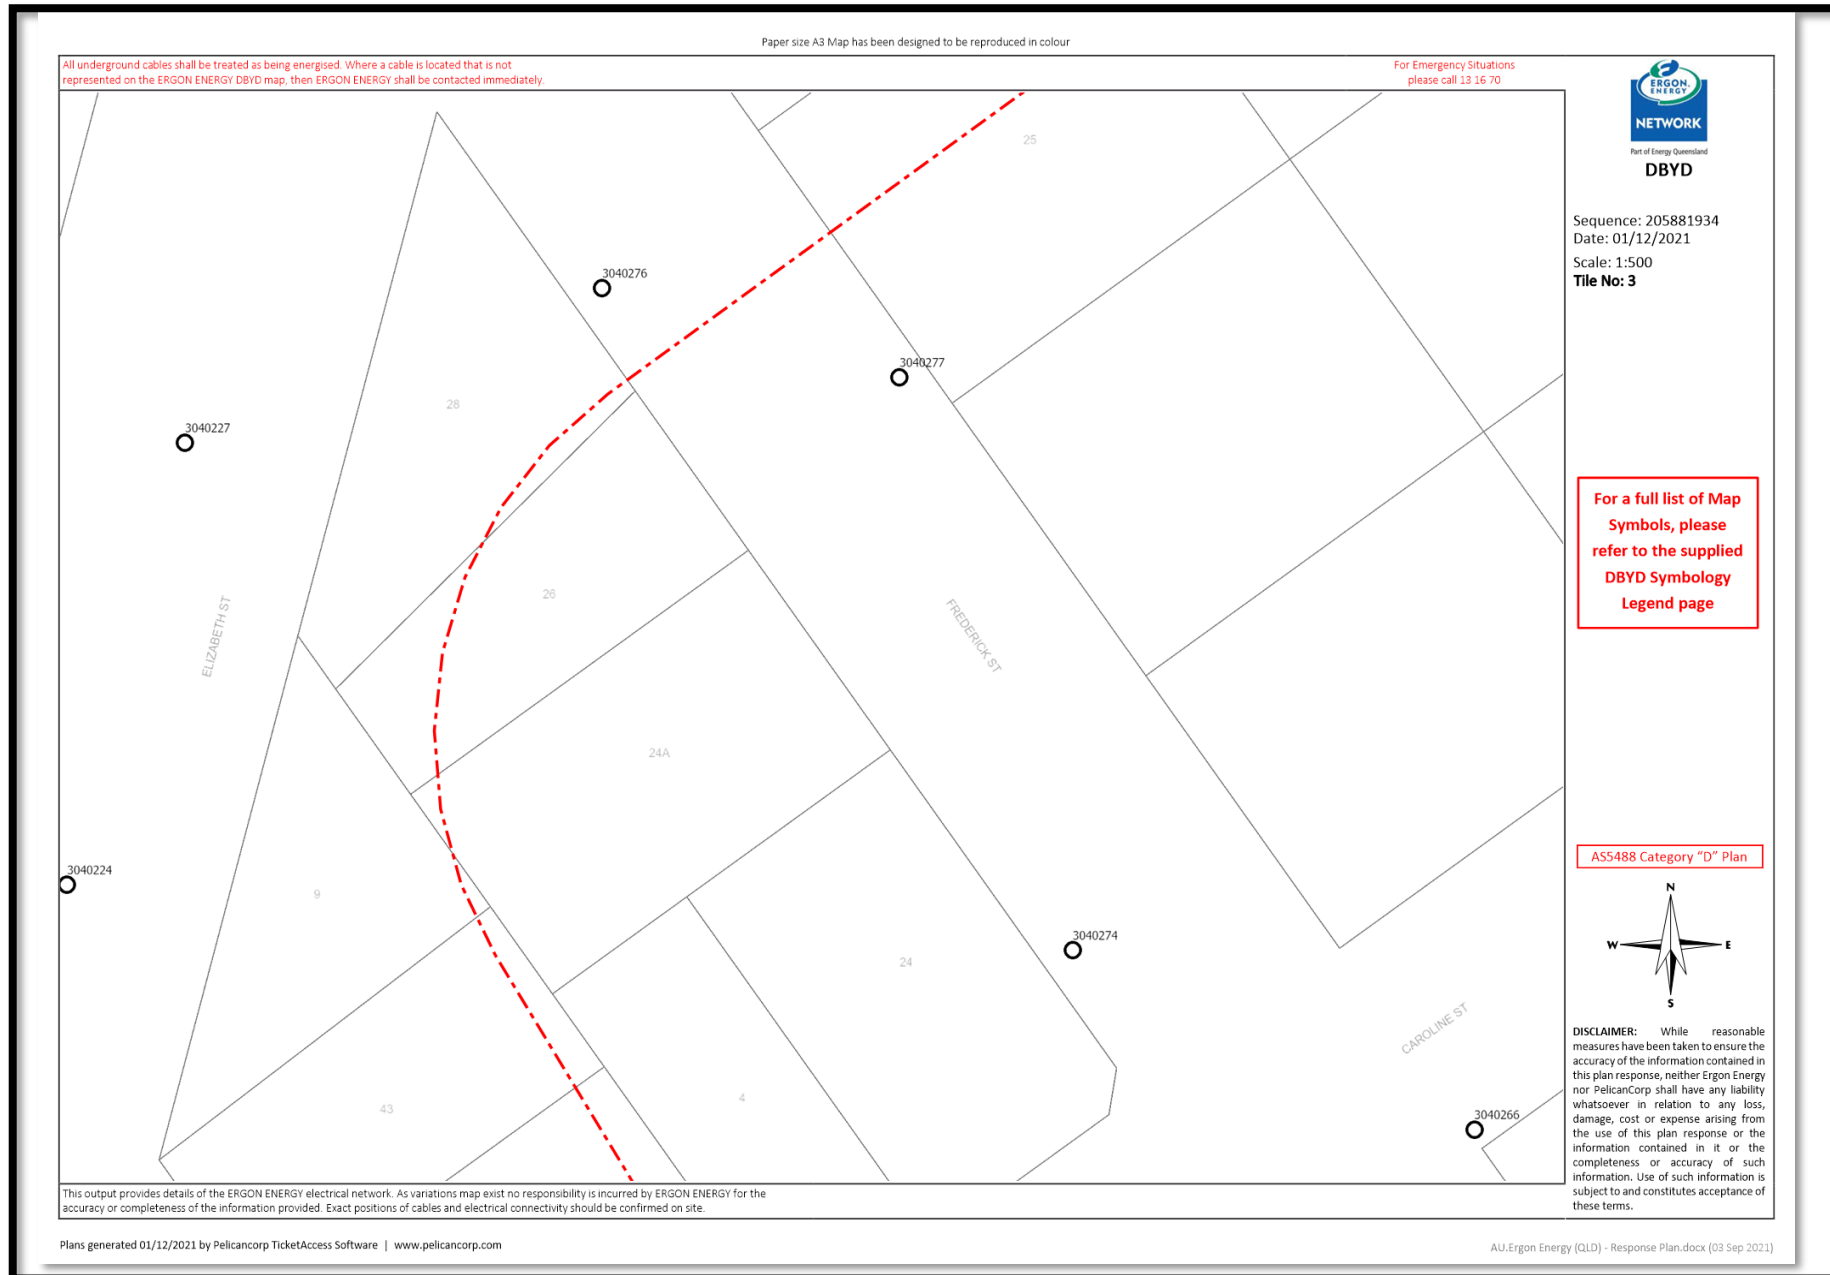 Paper size A3 Map has been designed to be reproduced in colour
All underground cables shall be treated as being energised. Where a cable is located that is not
represented on the ERGON ENERGY DBYD map, then ERGON ENERGY shall be contacted immediately.
For Emergency Situations
please call 13 16 70
ERGON.
ENERGY
NETWORK
Part of Energy Queensland
DBYD
Sequence: 205881934
Date: 01/12/2021
Scale: 1:500
Tile No: 3
25
3040276
3040277
28
3040227
For a full list of Map
Symbols, please
refer to the supplied
DBYD Symbology
Legend page
26
ELIZABETH ST
FREDERICK ST
24A
AS5488 Category “D” Plan
3040224
9
N
W
E
S
3040274
24
CAROLINE ST
43
4
3040266
DISCLAIMER: While reasonable
measures have been taken to ensure the
accuracy of the information contained in
this plan response, neither Ergon Energy
nor PelicanCorp shall have any liability
whatsoever in relation to any loss,
damage, cost or expense arising from
the use of this plan response or the
information contained in it or the
completeness or accuracy of such
information. Use of such information is
subject to and constitutes acceptance of
these terms.
This output provides details of the ERGON ENERGY electrical network. As variations map exist no responsibility is incurred by ERGON ENERGY for the
accuracy or completeness of the information provided. Exact positions of cables and electrical connectivity should be confirmed on site.
Plans generated 01/12/2021 by Pelicancorp TicketAccess Software | www.pelicancorp.com
AU.Ergon Energy (QLD) - Response Plan.docx (03 Sep 2021)